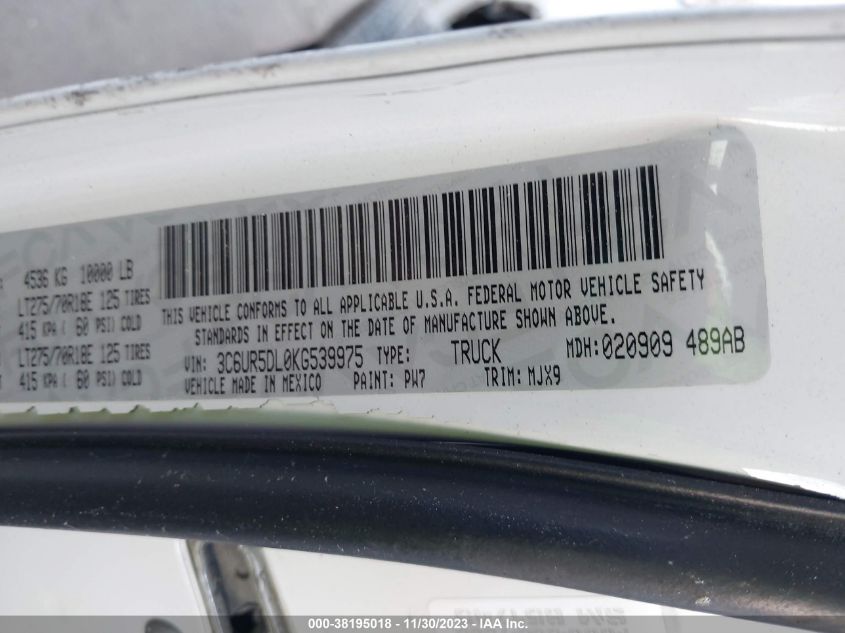 4536 KG 10000 LB
LT275/70R18E 125 TIRES
415 KPA ( 60 PSI) COLD
LT275/70R18E 125 TIRES
415 KPA ( 60 PSI) COLD
THIS VEHICLE CONFORMS TO ALL APPLICABLE U.S.A. FEDERAL MOTOR VEHICLE SAFETY
STANDARDS IN EFFECT ON THE DATE OF MANUFACTURE SHOWN ABOVE.
VIN: 3C6UR5DL0KG539975 TYPE: TRUCK MDH:020909 489AB
VEHICLE MADE IN MEXICO PAINT: PW7 TRIM: MJX9
000-38195018 - 11/30/2023 - IAA Inc.